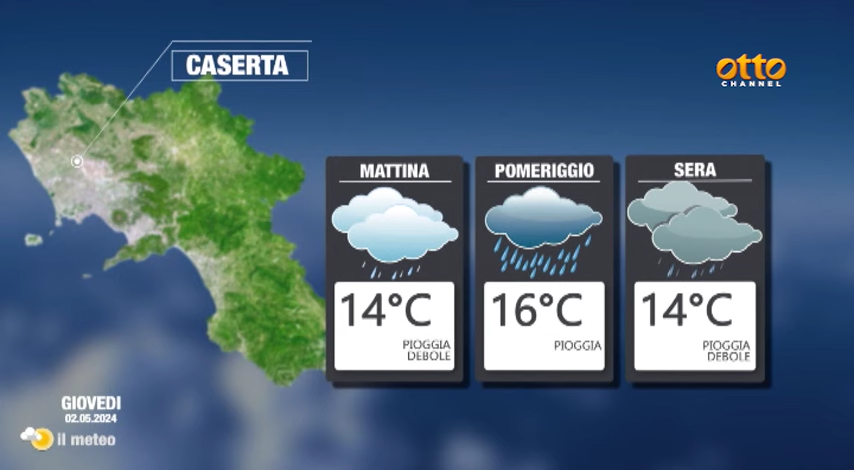 CASERTA
OTTO
CHANNEL
MATTINA
14°C
PIOGGIA
DEBOLE
POMERIGGIO
16°C
PIOGGIA
SERA
14°C
PIOGGIA
DEBOLE
GIOVEDI
02.05.2024
il meteo